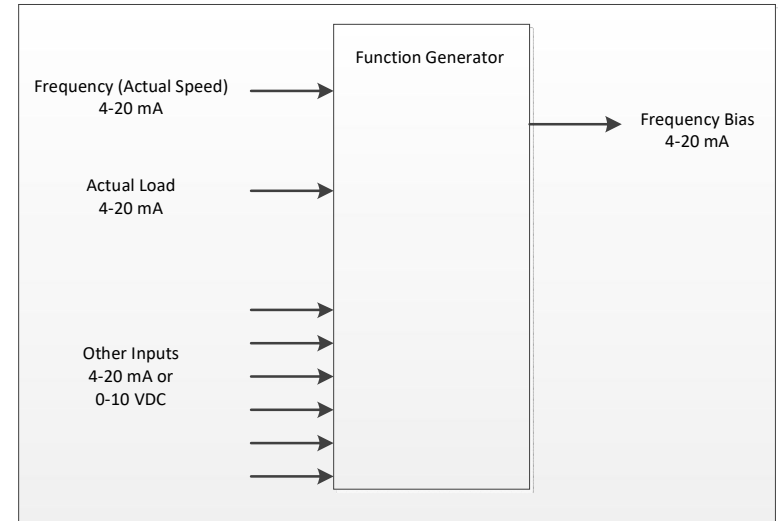 Function Generator
Frequency (Actual Speed)
4-20 mA
Frequency Bias
4-20 mA
Actual Load
4-20 mA
Other Inputs
4-20 mA or
0-10 VDC